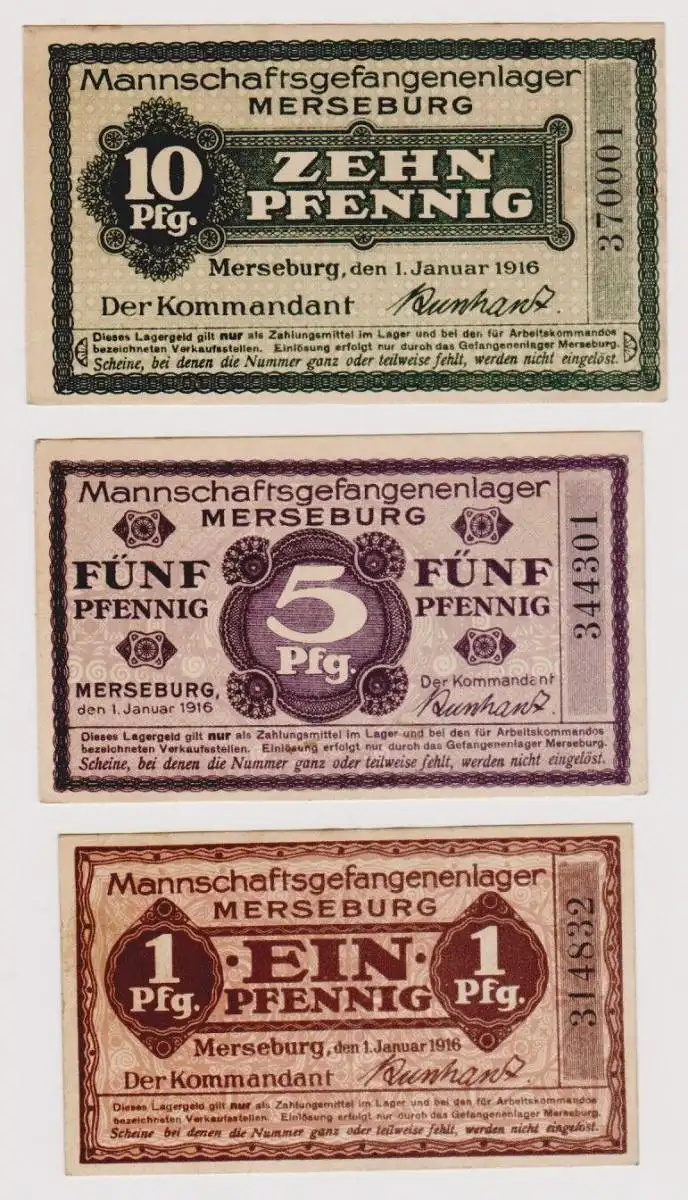 Mannschaftsgefangenenlager
MERSEBURG
10
Pfg.
ZEHN
PFENNIG
Merseburg, den 1. Januar 1916
Der Kommandant
370001
Dieses Lagergeld gilt nur als Zahlungsmittel im Lager und bei den für Arbeitskommandos
bezeichneten Verkaufsstellen. Einlösung erfolgt nur durch das Gefangenenlager Merseburg.
Scheine, bei denen die Nummer ganz oder teilweise fehlt, werden nicht eingelöst.
Mannschaftsgefangenenlager
MERSEBURG
FÜNF
PFENNIG
5
Pfg.
FÜNF
PFENNIG
MERSEBURG,
den 1. Januar 1916
Der Kommandant
344301
Dieses Lagergeld gilt nur als Zahlungsmittel im Lager und bei den für Arbeitskommandos
bezeichneten Verkaufsstellen. Einlösung erfolgt nur durch das Gefangenenlager Merseburg.
Scheine, bei denen die Nummer ganz oder teilweise fehlt, werden nicht eingelöst.
Mannschaftsgefangenenlager
MERSEBURG
1
Pfg.
·EIN·
PFENNIG
1
Pfg.
Merseburg, den 1. Januar 1916
Der Kommandant
314832
Dieses Lagergeld gilt nur als Zahlungsmittel im Lager und bei den für Arbeitskommandos
bezeichneten Verkaufsstellen. Einlösung erfolgt nur durch das Gefangenenlager Merseburg.
Scheine, bei denen die Nummer ganz oder teilweise fehlt, werden nicht eingelöst.